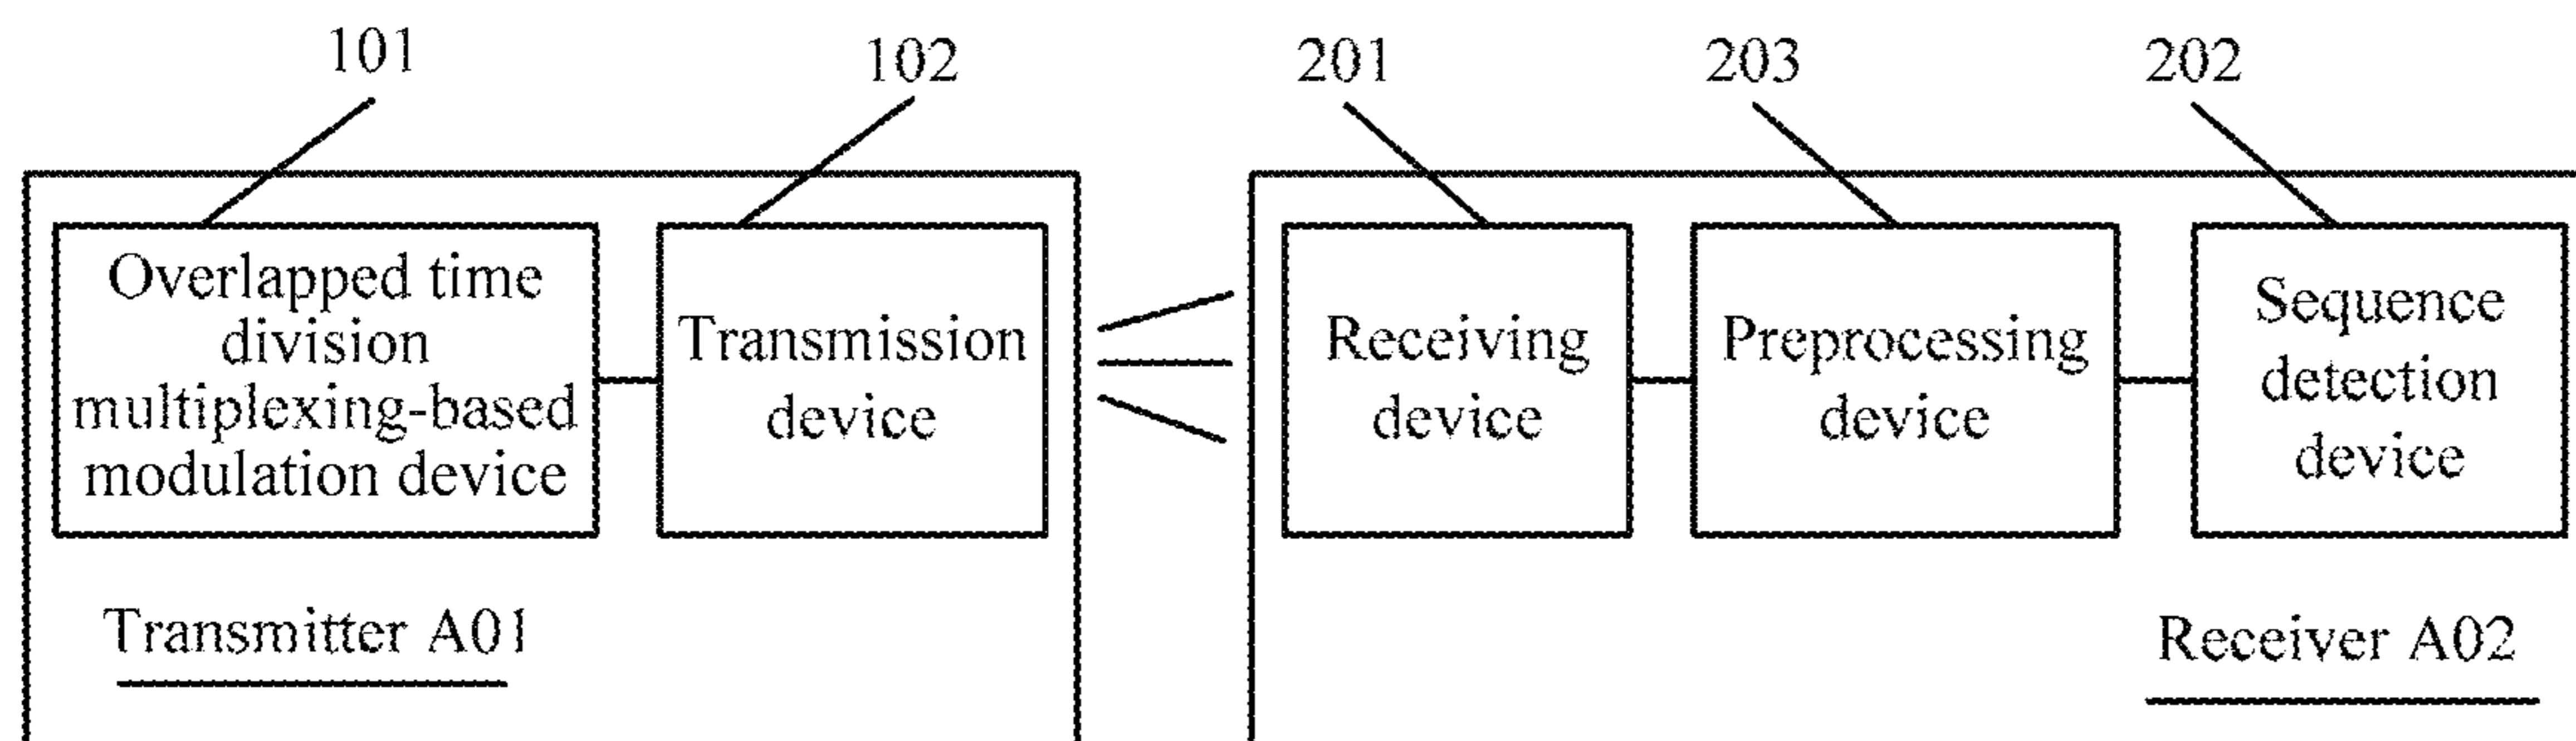 101
102
201
203
202
Overlapped time
division
multiplexing-based
modulation device
Transmission
device
Receiving
device
Preprocessing
device
Sequence
detection
device
Transmitter A01
Receiver A02